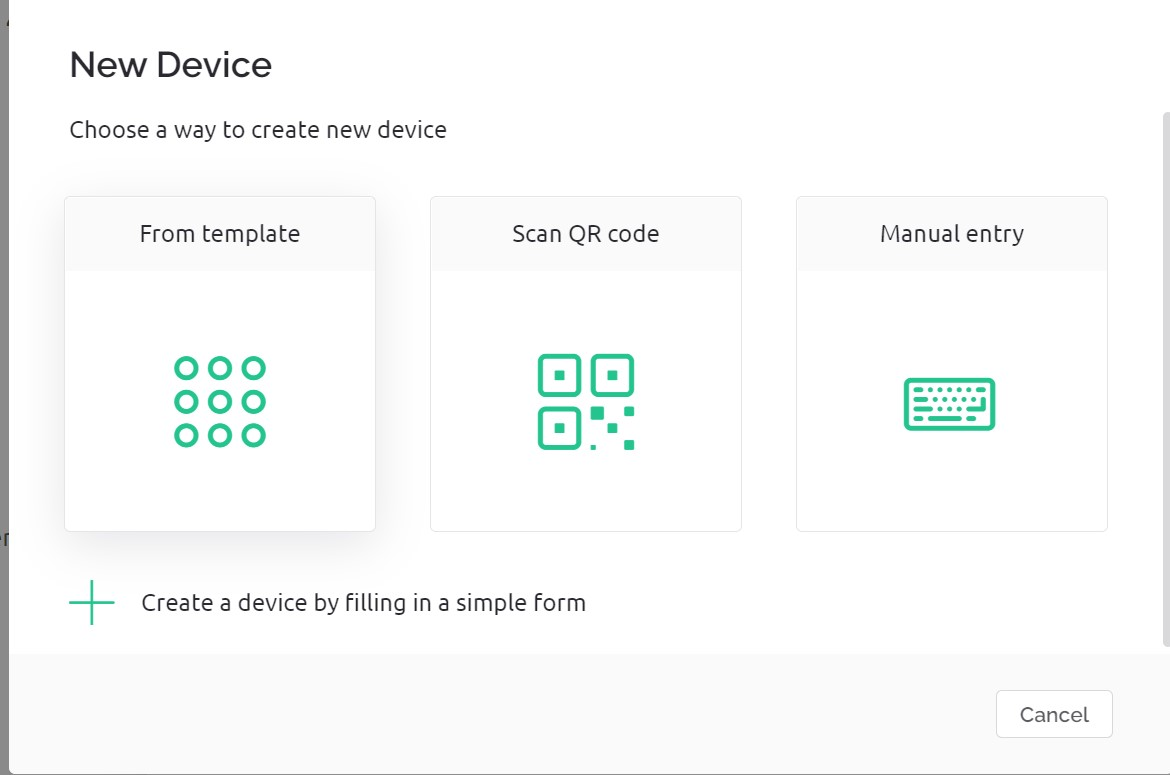 New Device
Choose a way to create new device
From template
Scan QR code
Manual entry
Create a device by filling in a simple form
Cancel